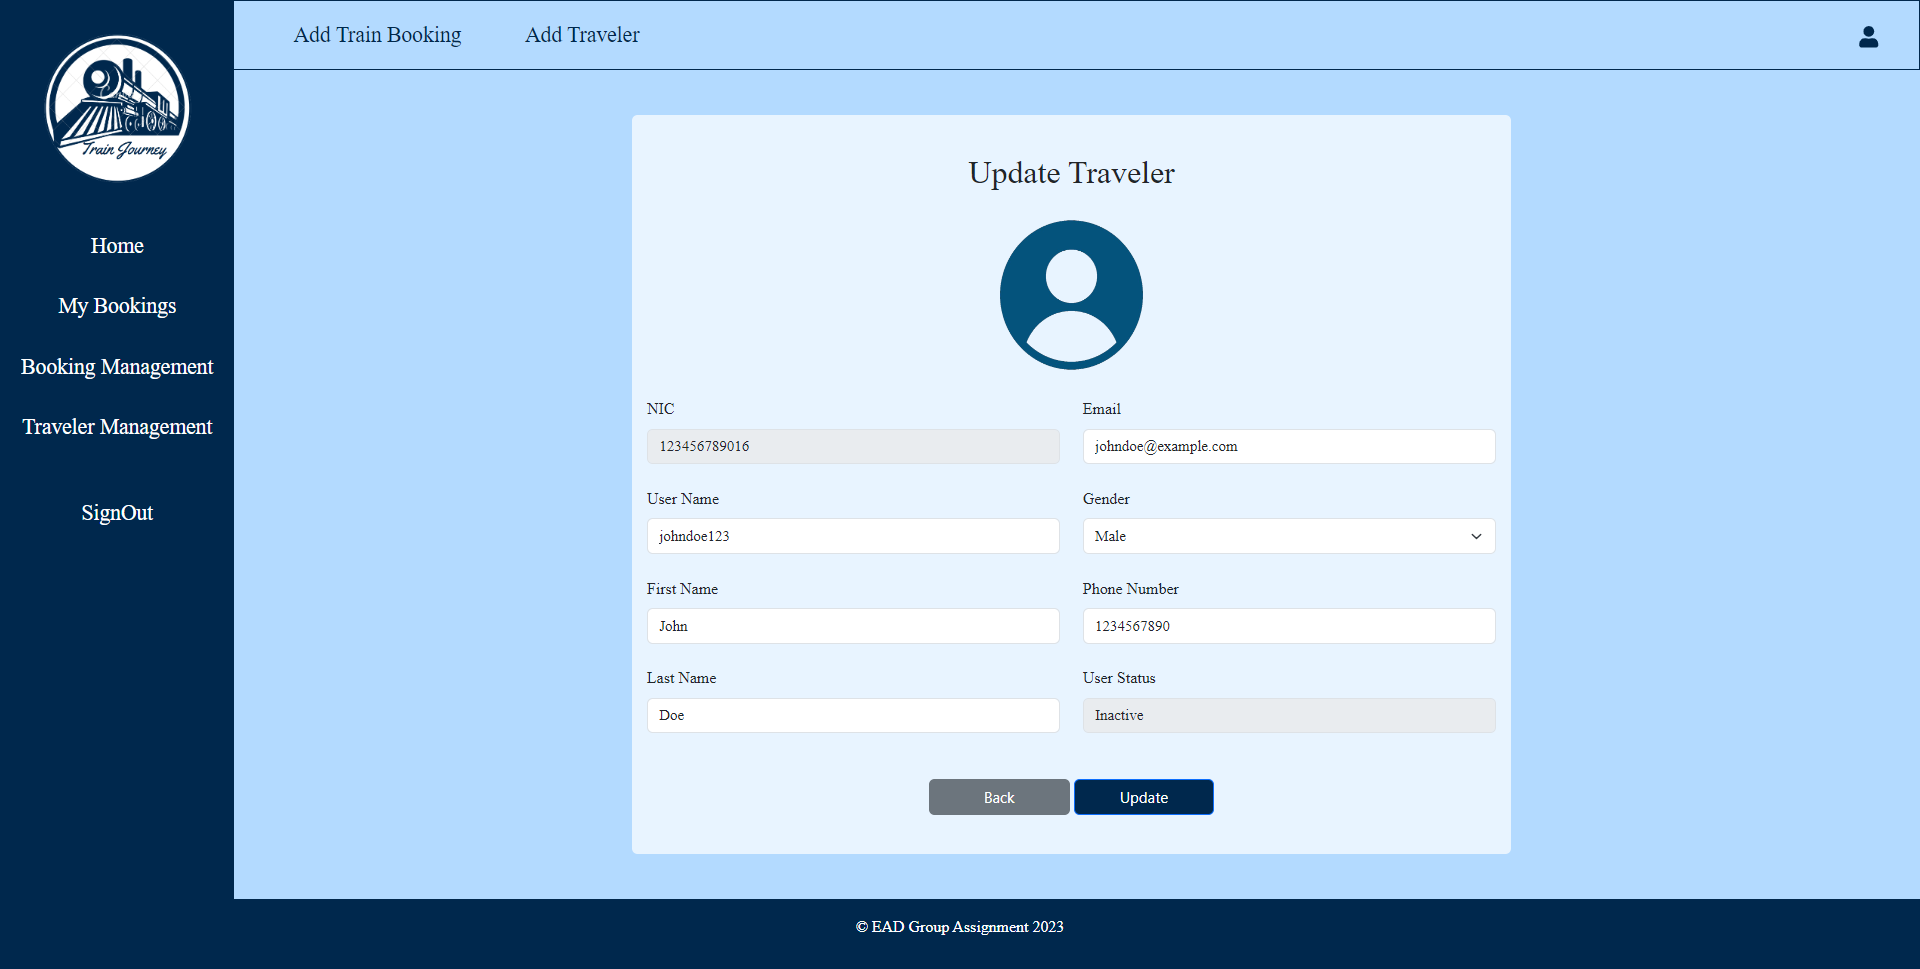 Add Train Booking
Add Traveler
Train Journey
Home
My Bookings
Booking Management
Traveler Management
SignOut
Update Traveler
NIC
123456789016
Email
johndoe@example.com
User Name
johndoe123
Gender
Male
First Name
John
Phone Number
1234567890
Last Name
Doe
User Status
Inactive
Back
Update
© EAD Group Assignment 2023